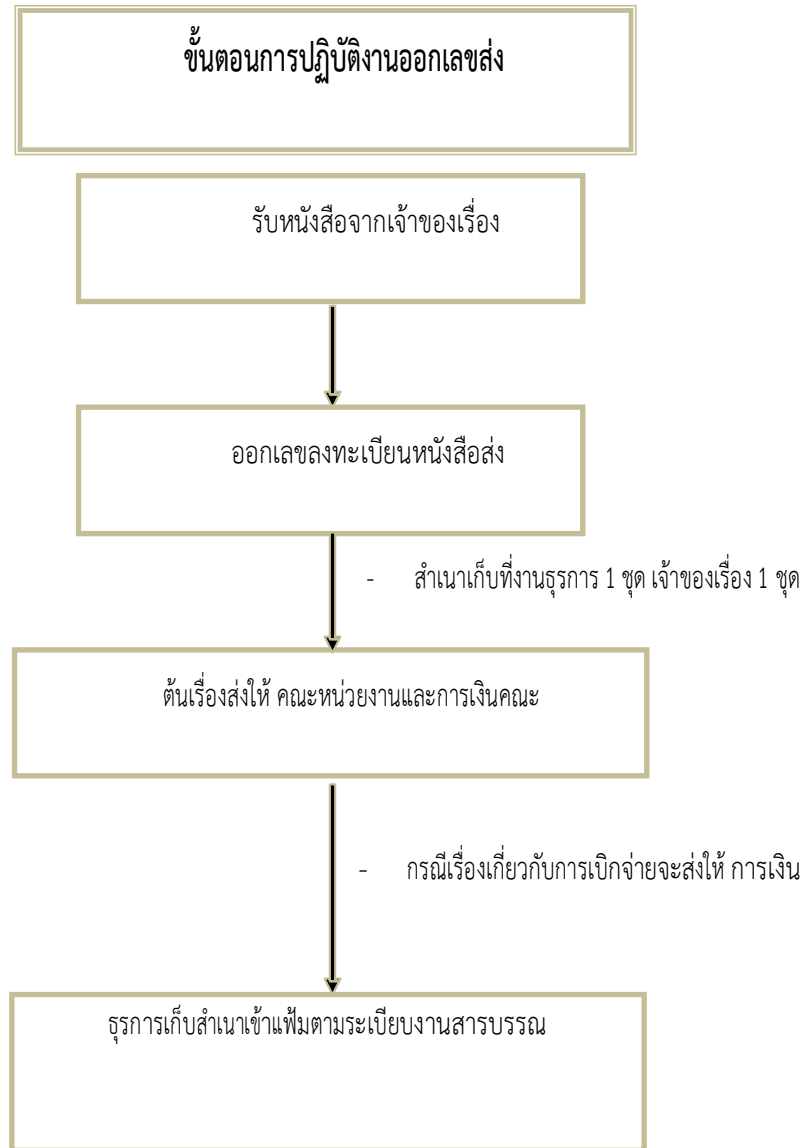 ขั้นตอนการปฏิบัติงานออกเลขส่ง
รับหนังสือจากเจ้าของเรื่อง
ออกเลขลงทะเบียนหนังสือส่ง
- สำเนาเก็บที่งานธุรการ 1 ชุด เจ้าของเรื่อง 1 ชุด
ต้นเรื่องส่งให้ คณะหน่วยงานและการเงินคณะ
- กรณีเรื่องเกี่ยวกับการเบิกจ่ายจะส่งให้ การเงิน
ธุรการเก็บสำเนาเข้าแฟ้มตามระเบียบงานสารบรรณ